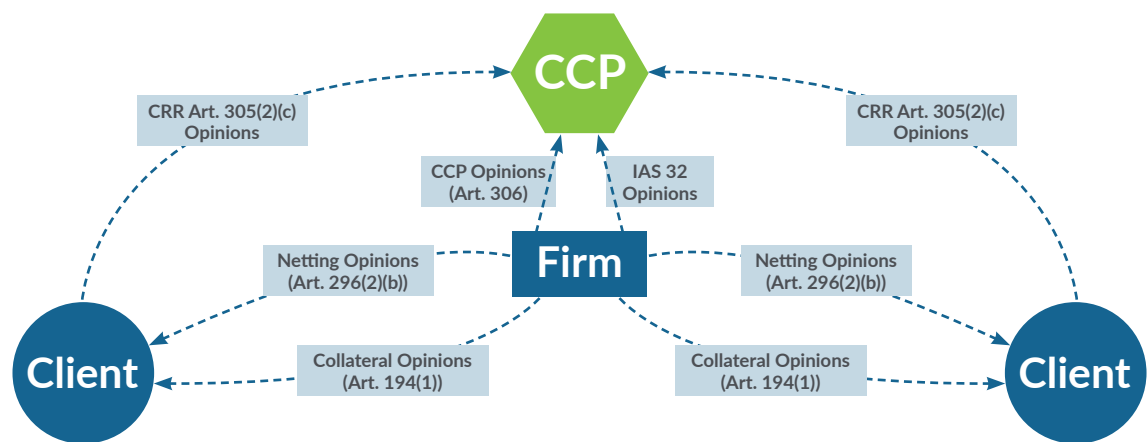 CCP
CRR Art. 305(2)(c)
Opinions
CRR Art. 305(2)(c)
Opinions
CCP Opinions
(Art. 306)
IAS 32
Opinions
Firm
Netting Opinions
(Art. 296(2)(b))
Netting Opinions
(Art. 296(2)(b))
Client
Collateral Opinions
(Art. 194(1))
Collateral Opinions
(Art. 194(1))
Client